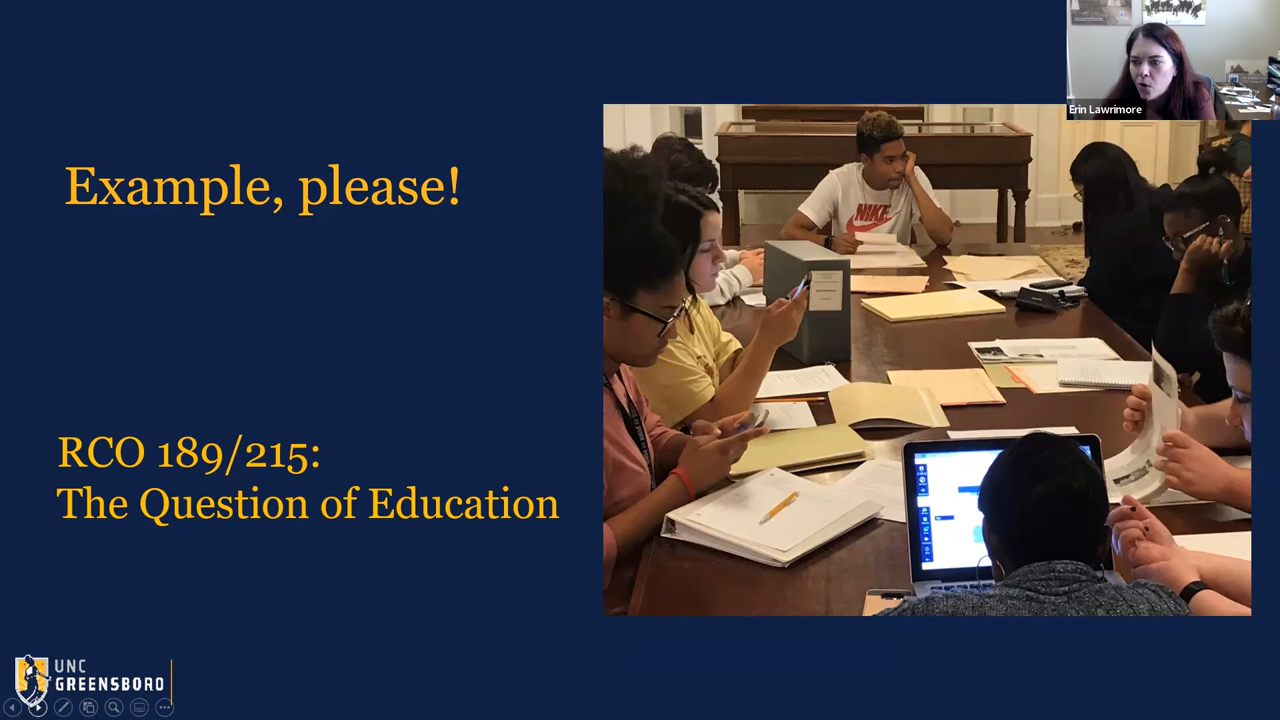 Erin Lawrimore
Example, please!
NIKE
RCO 189/215:
The Question of Education
UNC
GREENSBORO